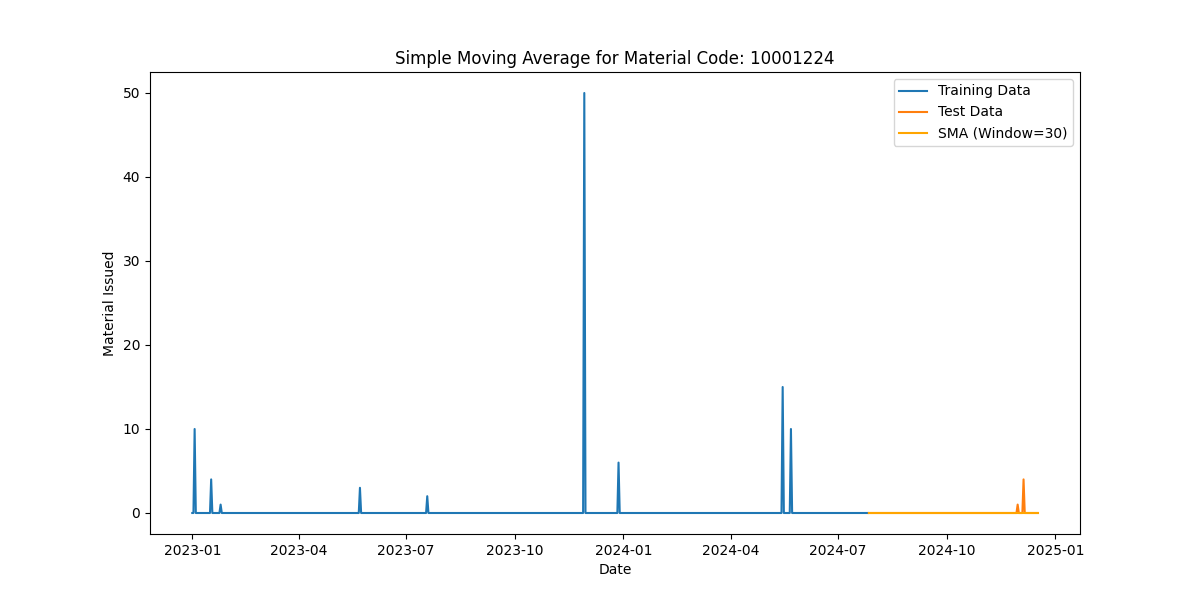 Simple Moving Average for Material Code: 10001224
Training Data
Test Data
SMA (Window=30)
50
40
30
20
10
0
Material Issued
2023-01 2023-04 2023-07 2023-10 2024-01 2024-04 2024-07 2024-10 2025-01
Date